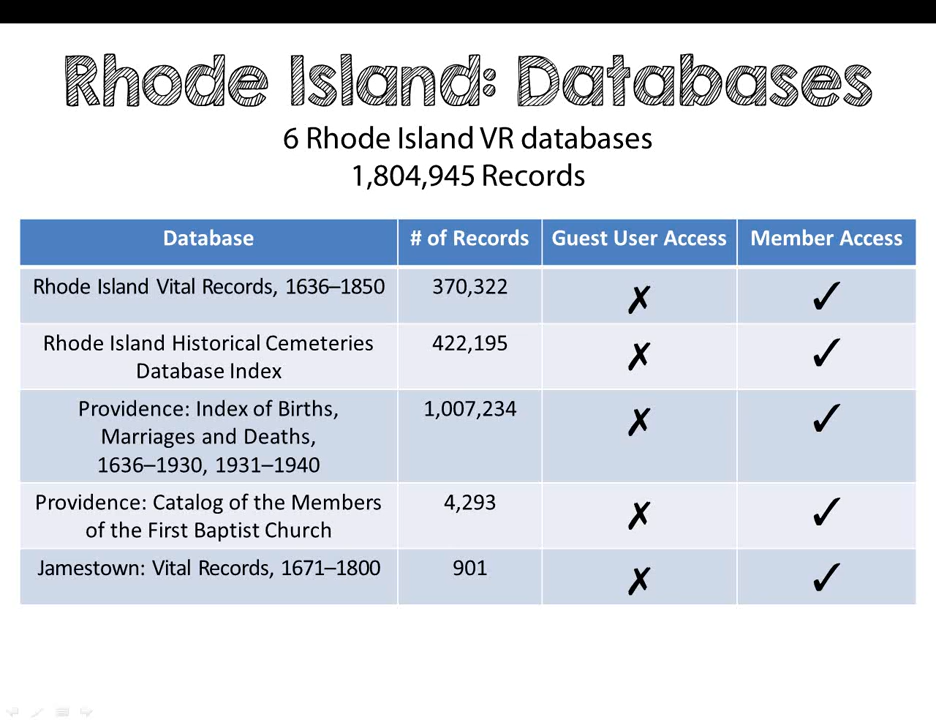 Rhode Island: Databases
6 Rhode Island VR databases
1,804,945 Records
Database # of Records Guest User Access Member Access
Rhode Island Vital Records, 1636–1850 370,322 ✗ ✓
Rhode Island Historical Cemeteries
Database Index 422,195 ✗ ✓
Providence: Index of Births,
Marriages and Deaths,
1636–1930, 1931–1940 1,007,234 ✗ ✓
Providence: Catalog of the Members
of the First Baptist Church 4,293 ✗ ✓
Jamestown: Vital Records, 1671–1800 901 ✗ ✓